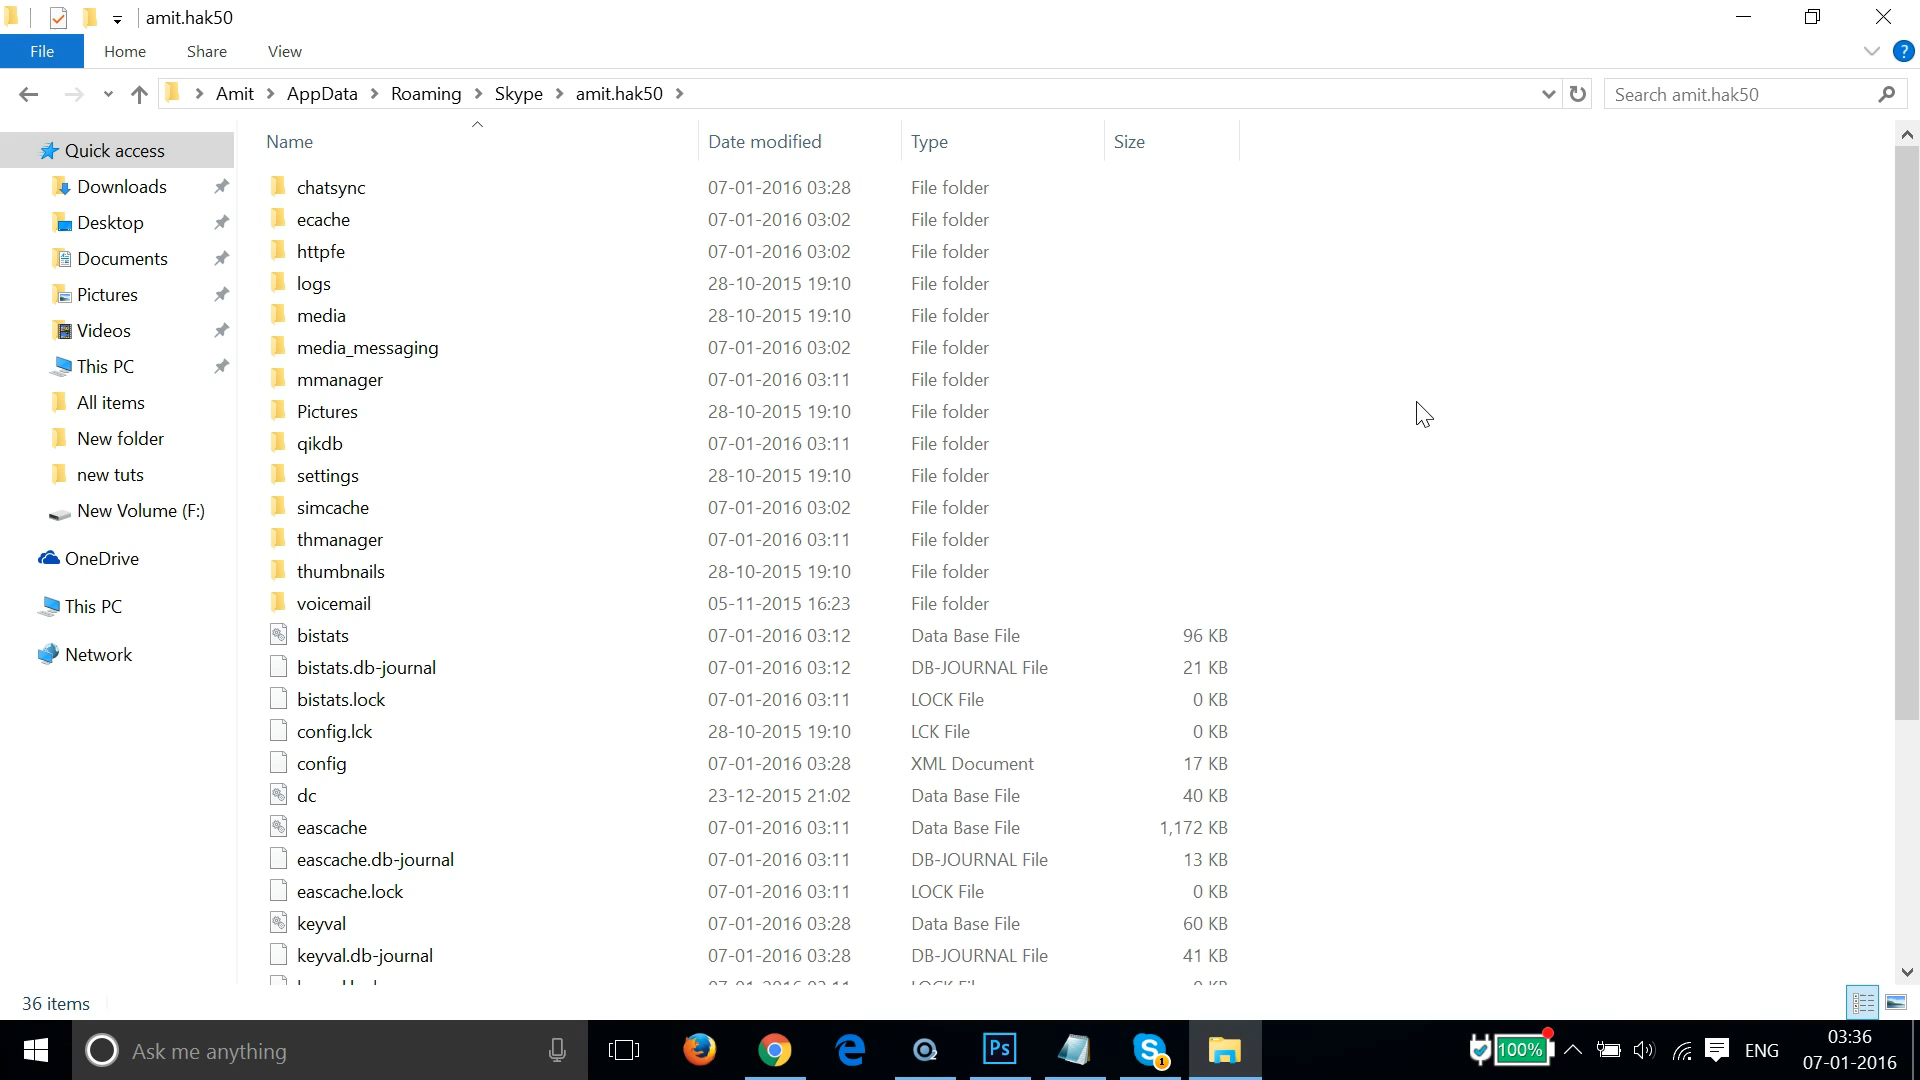 amit.hak50
File Home Share View
Amit AppData Roaming Skype amit.hak50 Search amit.hak50
Quick access
Downloads
Desktop
Documents
Pictures
Videos
This PC
All items
New folder
new tuts
New Volume (F:)
OneDrive
This PC
Network
Name Date modified Type Size
chatsync 07-01-2016 03:28 File folder
ecache 07-01-2016 03:02 File folder
httpfe 07-01-2016 03:02 File folder
logs 28-10-2015 19:10 File folder
media 28-10-2015 19:10 File folder
media_messaging 07-01-2016 03:02 File folder
mmanager 07-01-2016 03:11 File folder
Pictures 28-10-2015 19:10 File folder
qikdb 07-01-2016 03:11 File folder
settings 28-10-2015 19:10 File folder
simcache 07-01-2016 03:02 File folder
thmanager 07-01-2016 03:11 File folder
thumbnails 28-10-2015 19:10 File folder
voicemail 05-11-2015 16:23 File folder
bistats 07-01-2016 03:12 Data Base File 96 KB
bistats.db-journal 07-01-2016 03:12 DB-JOURNAL File 21 KB
bistats.lock 07-01-2016 03:11 LOCK File 0 KB
config.lck 28-10-2015 19:10 LCK File 0 KB
config 07-01-2016 03:28 XML Document 17 KB
dc 23-12-2015 21:02 Data Base File 40 KB
eascache 07-01-2016 03:11 Data Base File 1,172 KB
eascache.db-journal 07-01-2016 03:11 DB-JOURNAL File 13 KB
eascache.lock 07-01-2016 03:11 LOCK File 0 KB
keyval 07-01-2016 03:28 Data Base File 60 KB
keyval.db-journal 07-01-2016 03:28 DB-JOURNAL File 41 KB
36 items
Ask me anything Ps 100% ENG 03:36
07-01-2016